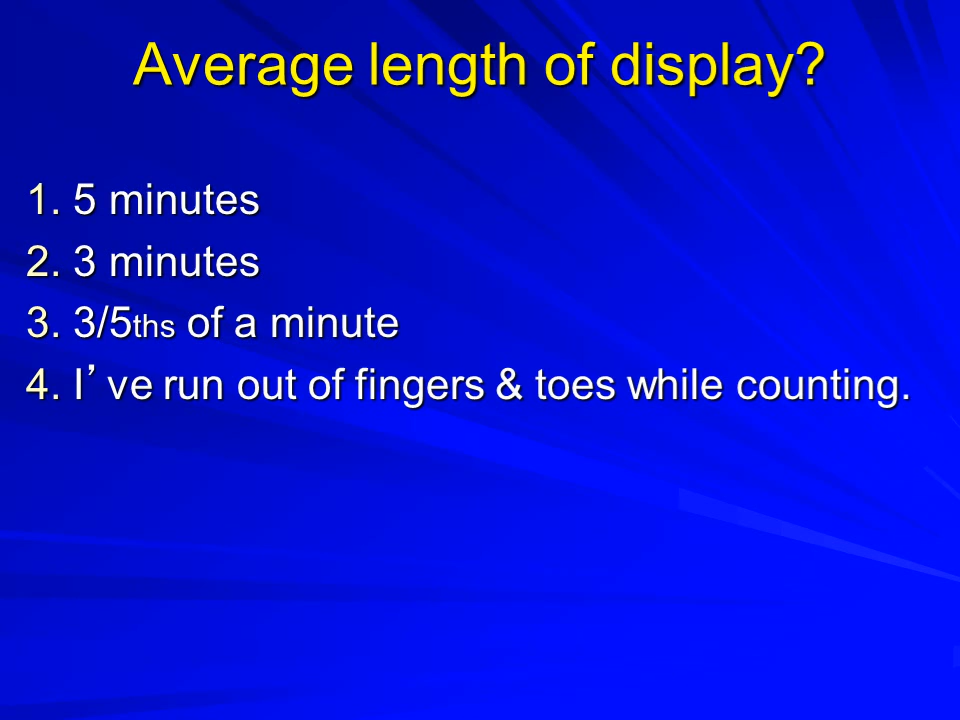 Average length of display?
1. 5 minutes
2. 3 minutes
3. 3/5ths of a minute
4. I’ve run out of fingers & toes while counting.